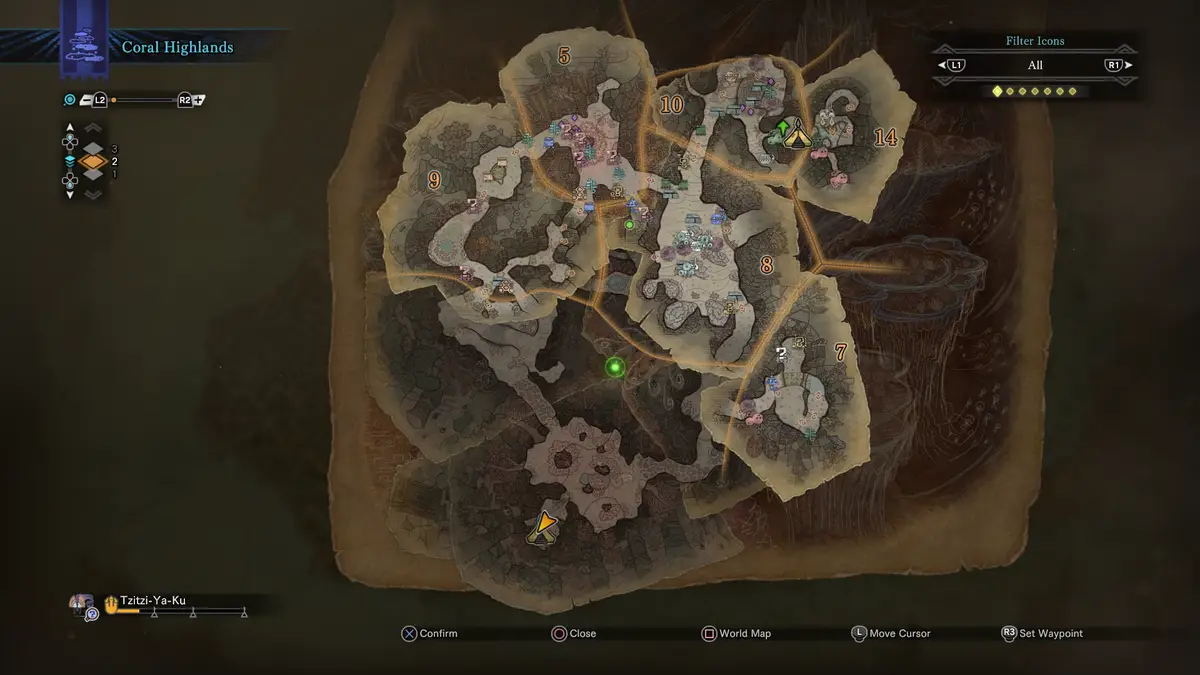 Coral Highlands
L2
R2
3
2
1
Filter Icons
L1
All
R1
5
10
14
9
8
7
?
Tzitzi-Ya-Ku
Confirm
Close
World Map
L Move Cursor
R3 Set Waypoint